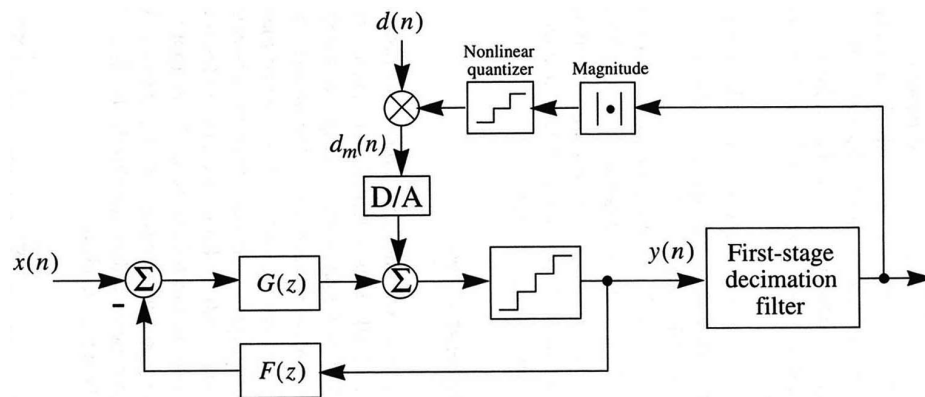 d(n)
Nonlinear
quantizer
Magnitude
|•|
d_m(n)
D/A
x(n)
Σ
G(z)
Σ
y(n)
First-stage
decimation
filter
−
F(z)